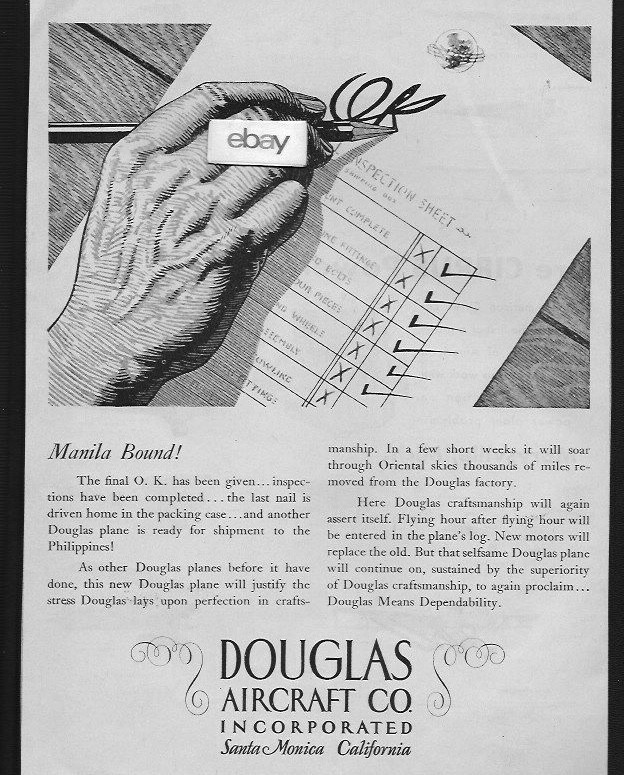 OK
ebay
INSPECTION SHEET
COMPLETE
FITTINGS
BOLTS
PIECES
WHEELS
Manila Bound!
The final O. K. has been given...inspec-
tions have been completed...the last nail is
driven home in the packing case...and another
Douglas plane is ready for shipment to the
Philippines!
As other Douglas planes before it have
done, this new Douglas plane will justify the
stress Douglas lays upon perfection in crafts-
manship. In a few short weeks it will soar
through Oriental skies thousands of miles re-
moved from the Douglas factory.
Here Douglas craftsmanship will again
assert itself. Flying hour after flying hour will
be entered in the plane's log. New motors will
replace the old. But that selfsame Douglas plane
will continue on, sustained by the superiority
of Douglas craftsmanship, to again proclaim...
Douglas Means Dependability.
DOUGLAS
AIRCRAFT CO.
INCORPORATED
Santa Monica California